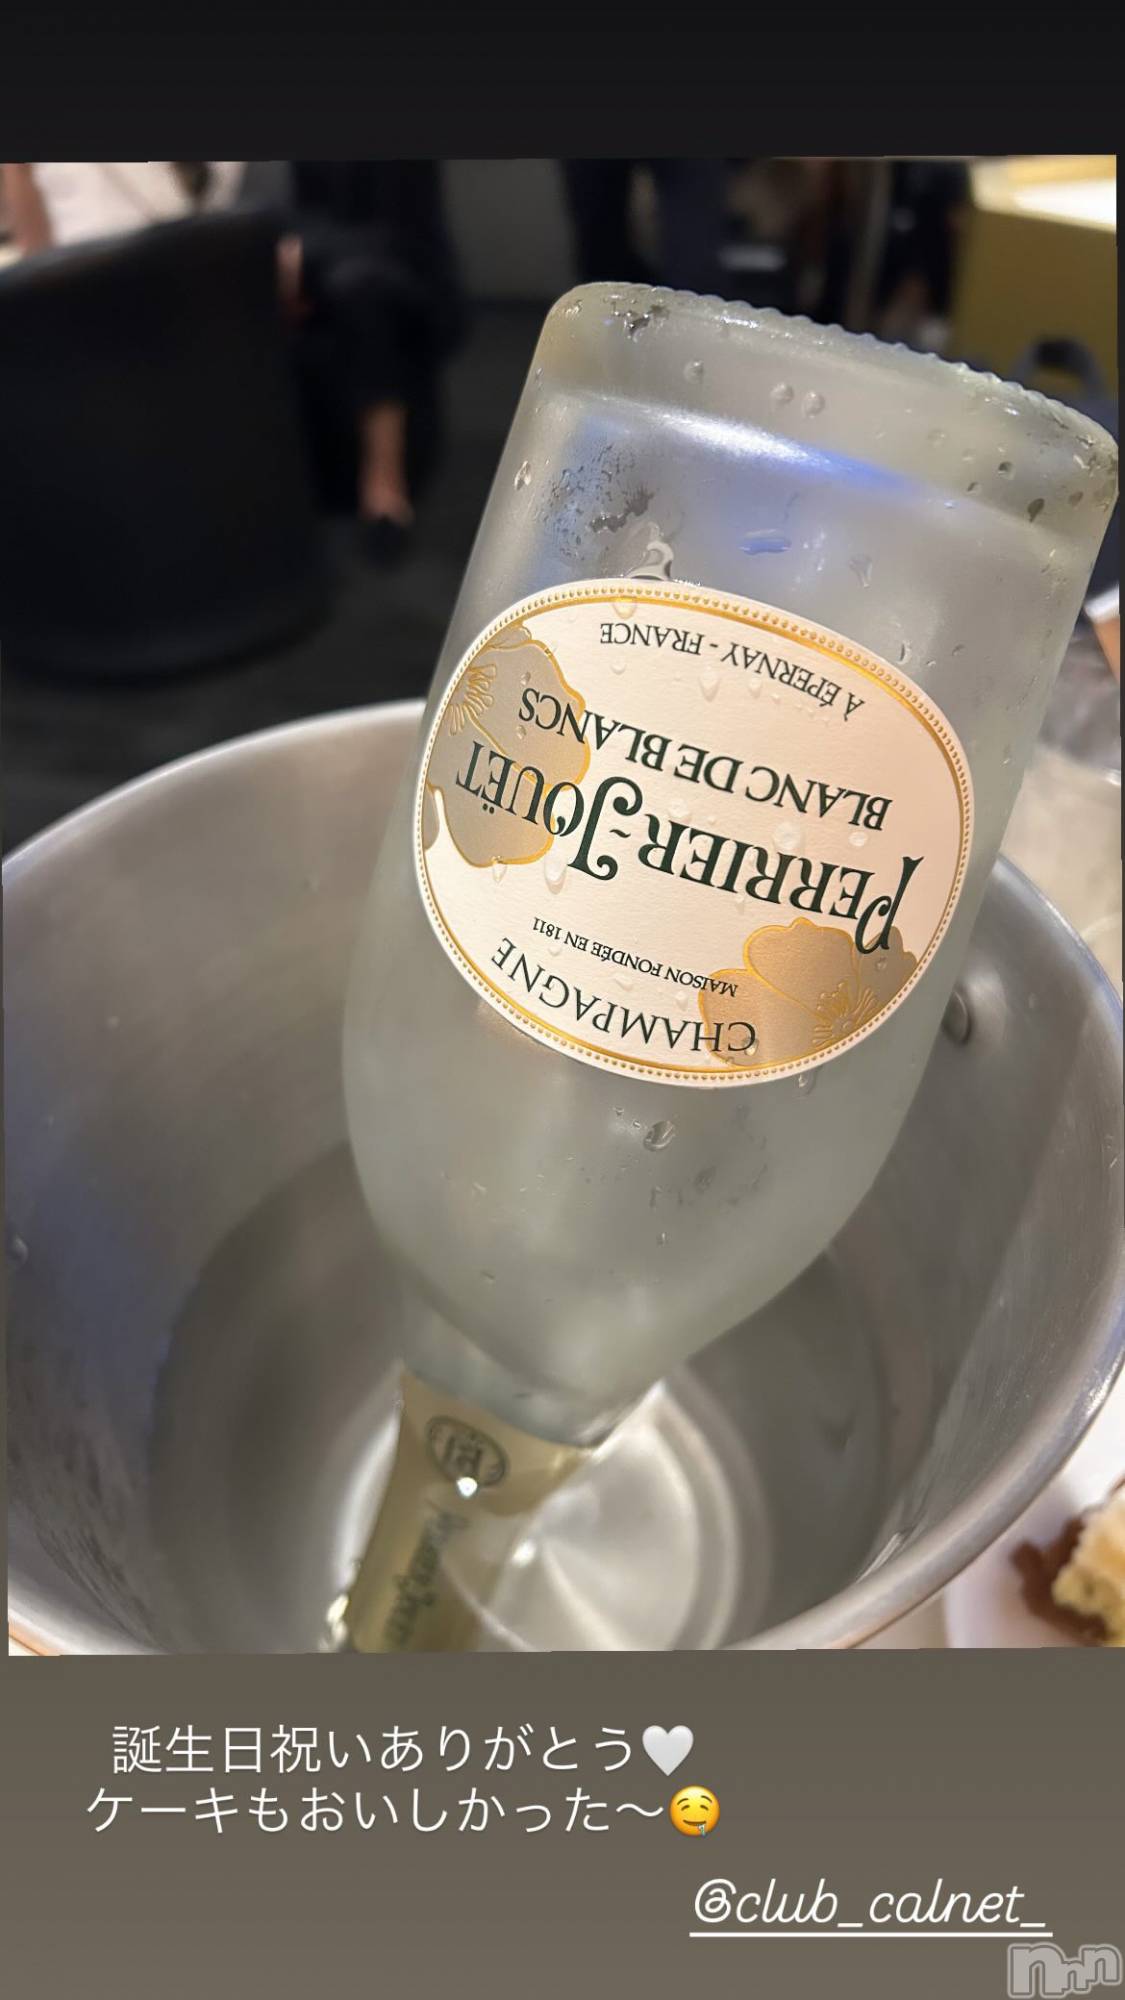 À ÉPERNAY - FRANCE
BLANC DE BLANCS
PERRIER-JOUËT
MAISON FONDÉE EN 1811
CHAMPAGNE
誕生日祝いありがとう🤍
ケーキもおいしかった〜🤤
@club_calnet_
nnn